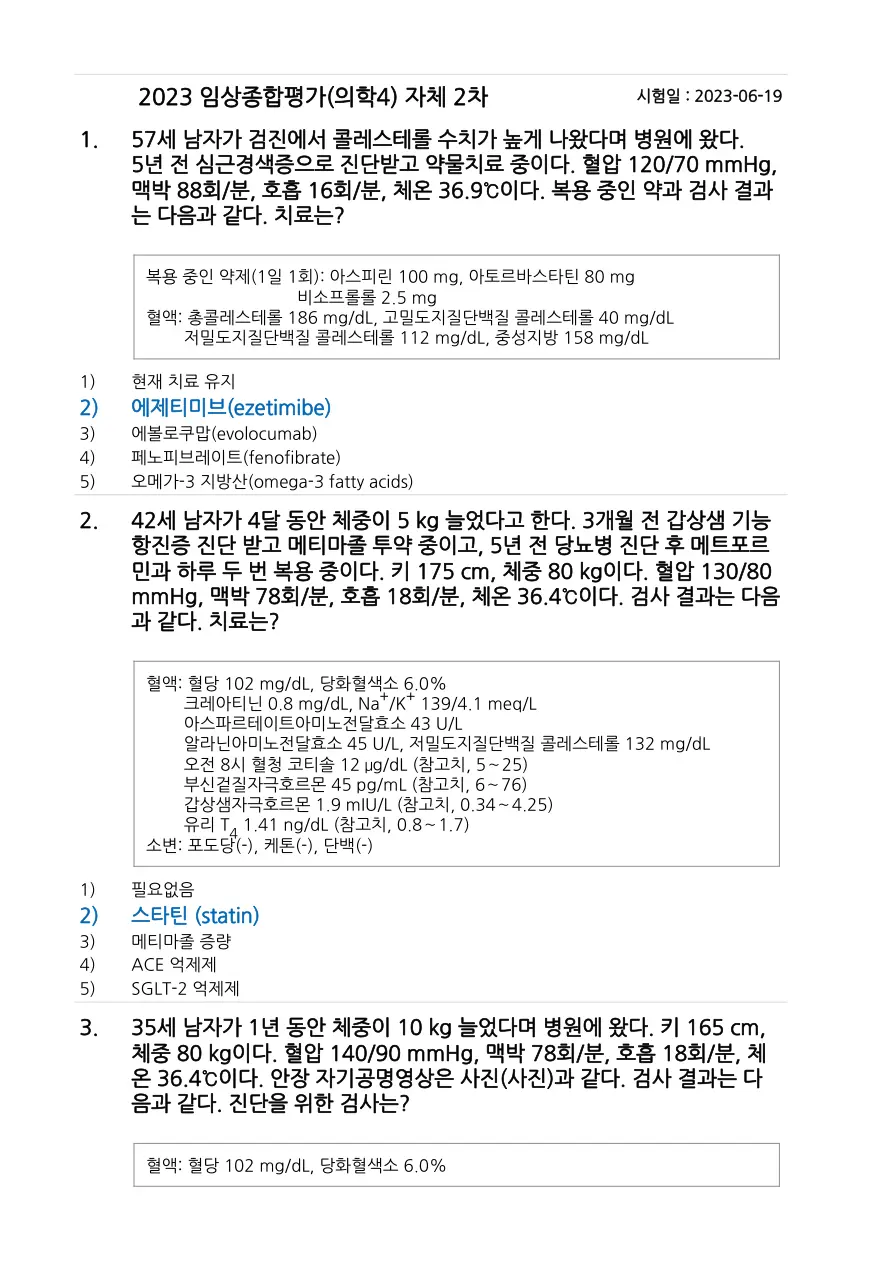 2023 임상종합평가(의학4) 자체 2차
시험일 : 2023-06-19
1. 57세 남자가 검진에서 콜레스테롤 수치가 높게 나왔다며 병원에 왔다.
5년 전 심근경색증으로 진단받고 약물치료 중이다. 혈압 120/70 mmHg,
맥박 88회/분, 호흡 16회/분, 체온 36.9℃이다. 복용 중인 약과 검사 결과
는 다음과 같다. 치료는?
복용 중인 약제(1일 1회): 아스피린 100 mg, 아토르바스타틴 80 mg
비소프롤롤 2.5 mg
혈액: 총콜레스테롤 186 mg/dL, 고밀도지질단백질 콜레스테롤 40 mg/dL
저밀도지질단백질 콜레스테롤 112 mg/dL, 중성지방 158 mg/dL
1) 현재 치료 유지
2) 에제티미브(ezetimibe)
3) 에볼로쿠맙(evolocumab)
4) 페노피브레이트(fenofibrate)
5) 오메가-3 지방산(omega-3 fatty acids)
2. 42세 남자가 4달 동안 체중이 5 kg 늘었다고 한다. 3개월 전 갑상샘 기능
항진증 진단 받고 메티마졸 투약 중이고, 5년 전 당뇨병 진단 후 메트포르
민과 하루 두 번 복용 중이다. 키 175 cm, 체중 80 kg이다. 혈압 130/80
mmHg, 맥박 78회/분, 호흡 18회/분, 체온 36.4℃이다. 검사 결과는 다음
과 같다. 치료는?
혈액: 혈당 102 mg/dL, 당화혈색소 6.0%
크레아티닌 0.8 mg/dL, Na⁺/K⁺ 139/4.1 meq/L
아스파르테이트아미노전달효소 43 U/L
알라닌아미노전달효소 45 U/L, 저밀도지질단백질 콜레스테롤 132 mg/dL
오전 8시 혈청 코티솔 12 μg/dL (참고치, 5~25)
부신겉질자극호르몬 45 pg/mL (참고치, 6~76)
갑상샘자극호르몬 1.9 mIU/L (참고치, 0.34~4.25)
유리 T₄ 1.41 ng/dL (참고치, 0.8~1.7)
소변: 포도당(-), 케톤(-), 단백(-)
1) 필요없음
2) 스타틴 (statin)
3) 메티마졸 증량
4) ACE 억제제
5) SGLT-2 억제제
3. 35세 남자가 1년 동안 체중이 10 kg 늘었다며 병원에 왔다. 키 165 cm,
체중 80 kg이다. 혈압 140/90 mmHg, 맥박 78회/분, 호흡 18회/분, 체
온 36.4℃이다. 안장 자기공명영상은 사진(사진)과 같다. 검사 결과는 다
음과 같다. 진단을 위한 검사는?
혈액: 혈당 102 mg/dL, 당화혈색소 6.0%